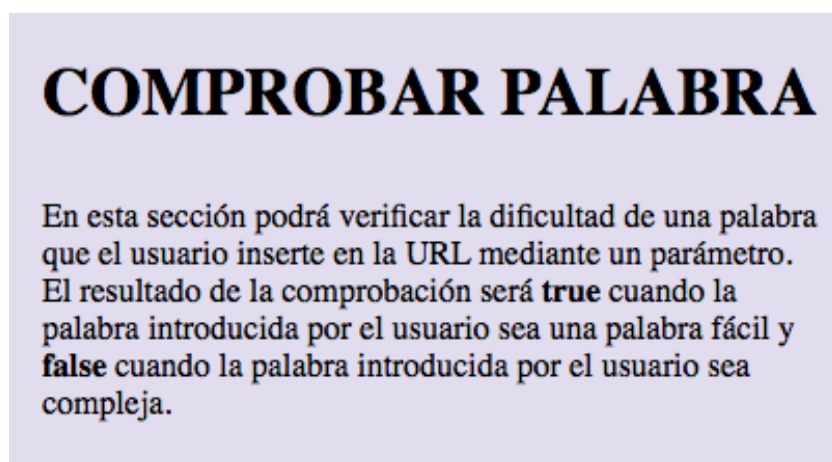 COMPROBAR PALABRA
En esta sección podrá verificar la dificultad de una palabra
que el usuario inserte en la URL mediante un parámetro.
El resultado de la comprobación será true cuando la
palabra introducida por el usuario sea una palabra fácil y
false cuando la palabra introducida por el usuario sea
compleja.